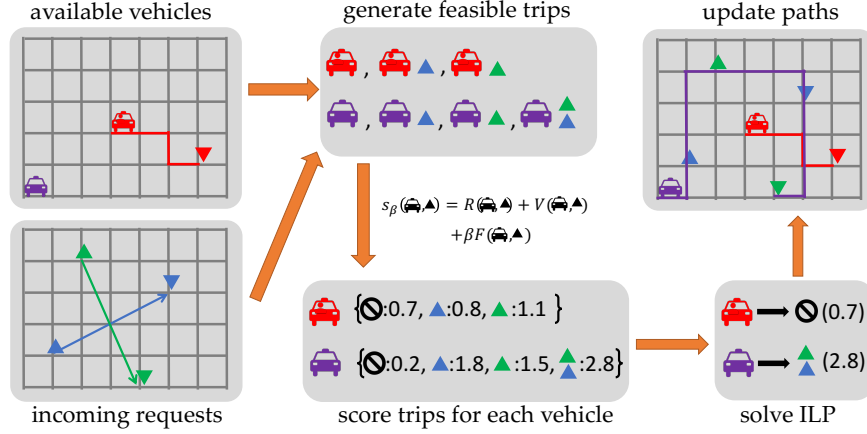 available vehicles
generate feasible trips
update paths
, ,
, , ,
s_β( , ) = R( , ) + V( , )
+βF( , )
{ :0.7, :0.8, :1.1 }
{ :0.2, :1.8, :1.5, :2.8}
(0.7)
(2.8)
incoming requests
score trips for each vehicle
solve ILP